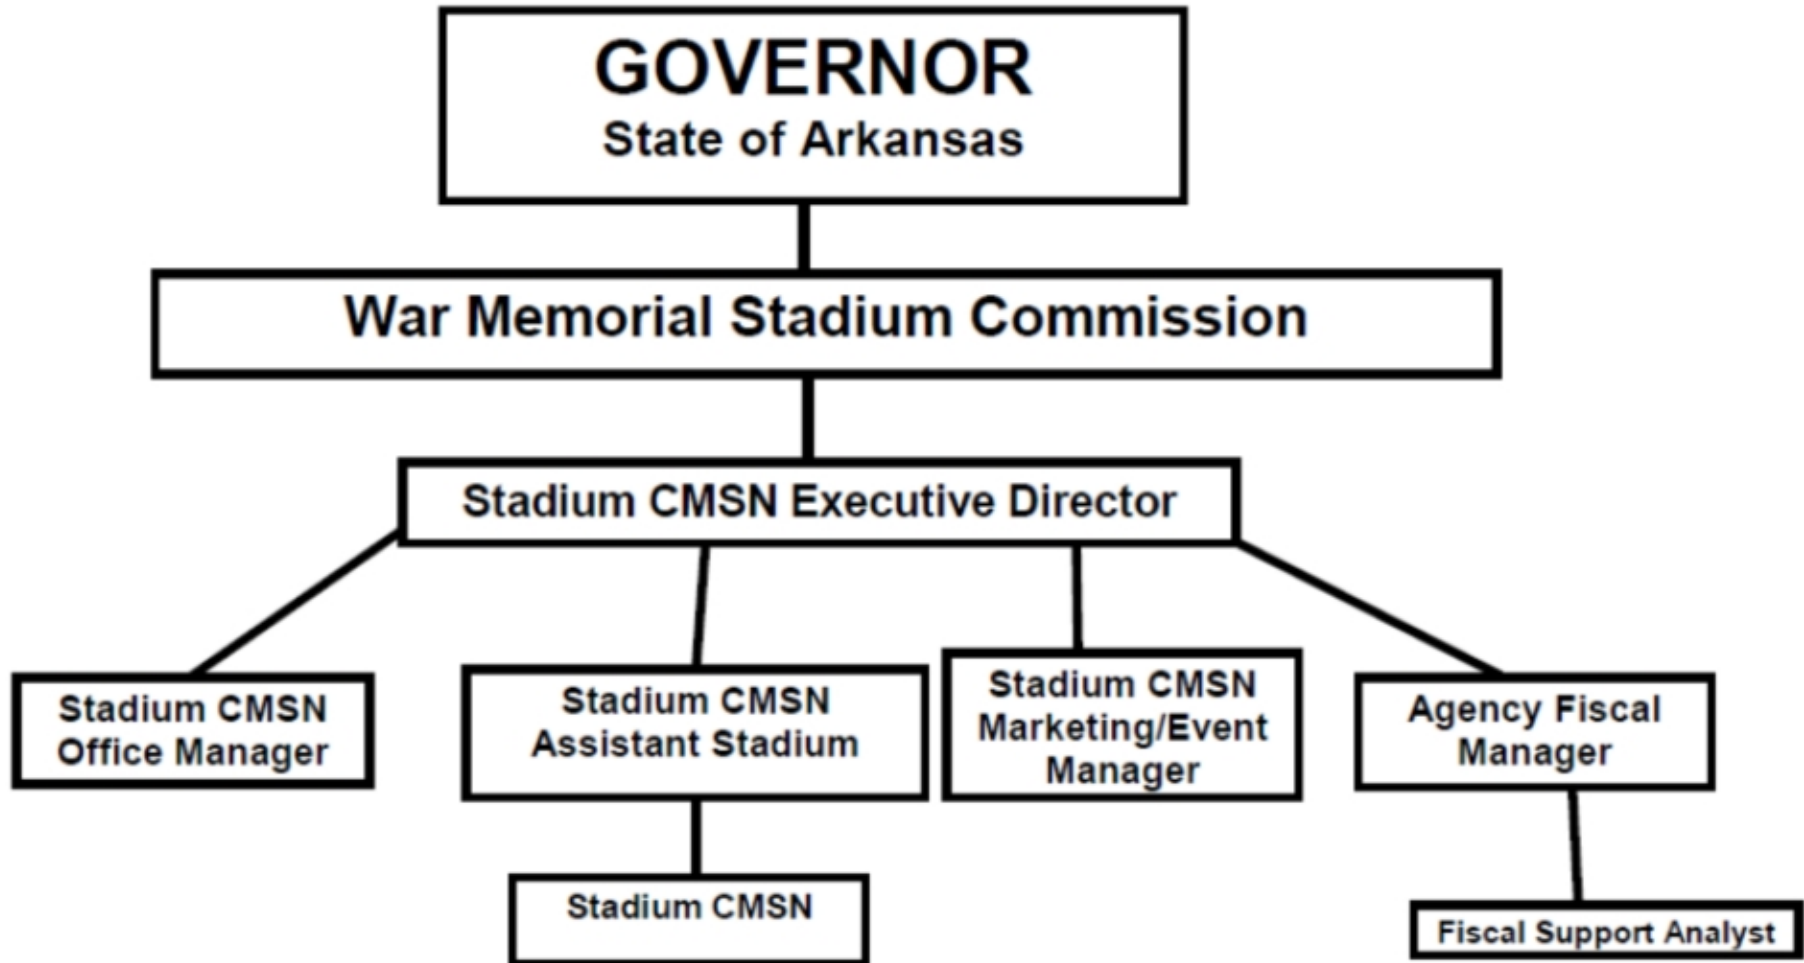 GOVERNOR
State of Arkansas
War Memorial Stadium Commission
Stadium CMSN Executive Director
Stadium CMSN
Office Manager
Stadium CMSN
Assistant Stadium
Stadium CMSN
Marketing/Event
Manager
Agency Fiscal
Manager
Stadium CMSN
Fiscal Support Analyst